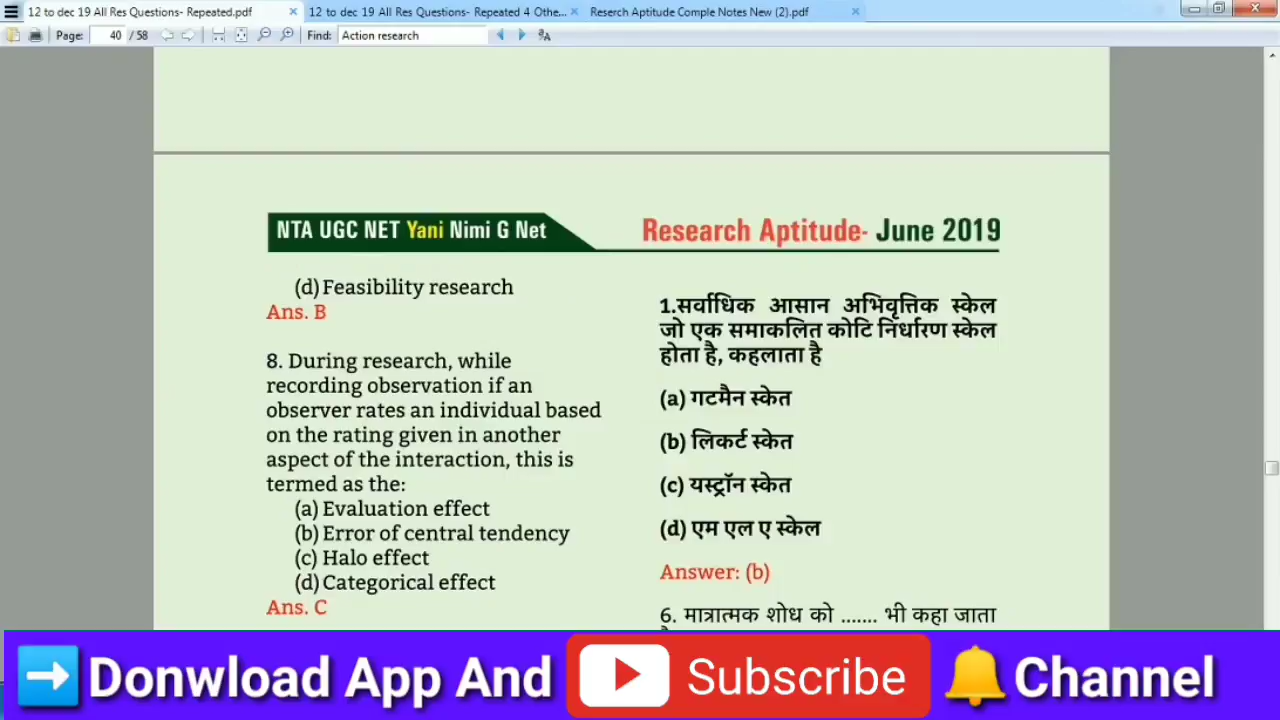 12 to dec 19 All Res Questions- Repeated.pdf
12 to dec 19 All Res Questions- Repeated 4 Othe...
Reserch Aptitude Comple Notes New (2).pdf
Page: 40 / 58
Find: Action research
NTA UGC NET Yani Nimi G Net
Research Aptitude- June 2019
(d) Feasibility research
Ans. B
8. During research, while
recording observation if an
observer rates an individual based
on the rating given in another
aspect of the interaction, this is
termed as the:
(a) Evaluation effect
(b) Error of central tendency
(c) Halo effect
(d) Categorical effect
Ans. C
1.सर्वाधिक आसान अभिवृत्तिक स्केल
जो एक समाकलित कोटि निर्धारण स्केल
होता है, कहलाता है
(a) गटमैन स्केत
(b) लिकर्ट स्केत
(c) यस्ट्रॉन स्केत
(d) एम एल ए स्केल
Answer: (b)
6. मात्रात्मक शोध को ....... भी कहा जाता
Donwload App And Subscribe Channel